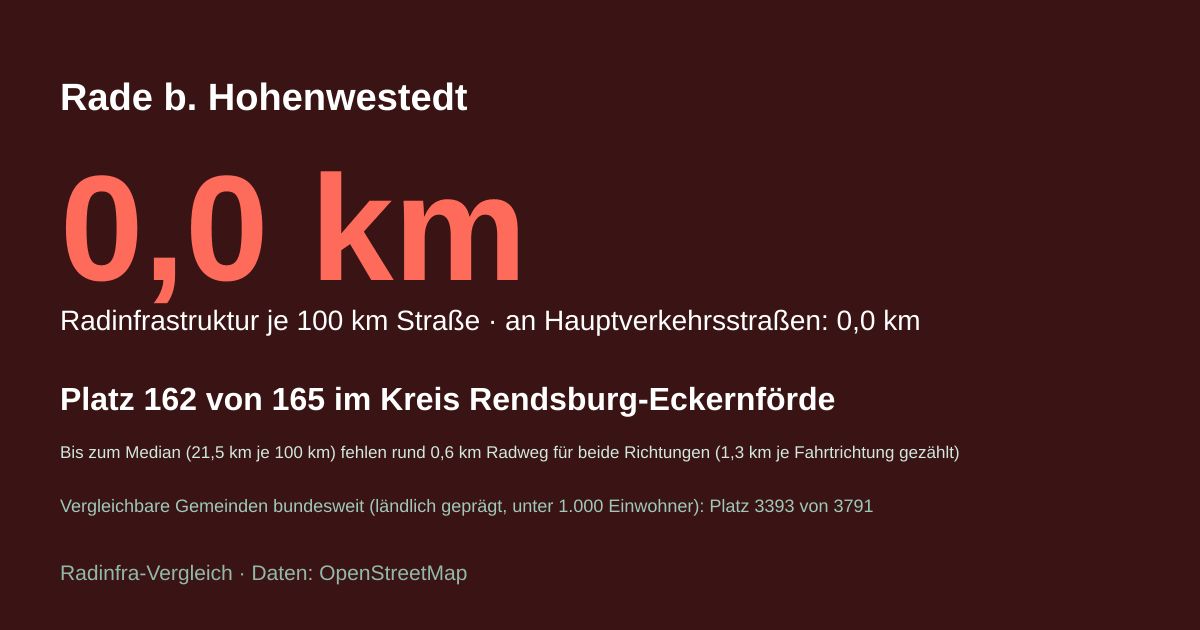 Rade b. Hohenwestedt
0,0 km
Radinfrastruktur je 100 km Straße · an Hauptverkehrsstraßen: 0,0 km
Platz 162 von 165 im Kreis Rendsburg-Eckernförde
Bis zum Median (21,5 km je 100 km) fehlen rund 0,6 km Radweg für beide Richtungen (1,3 km je Fahrtrichtung gezählt)
Vergleichbare Gemeinden bundesweit (ländlich geprägt, unter 1.000 Einwohner): Platz 3393 von 3791
Radinfra-Vergleich · Daten: OpenStreetMap